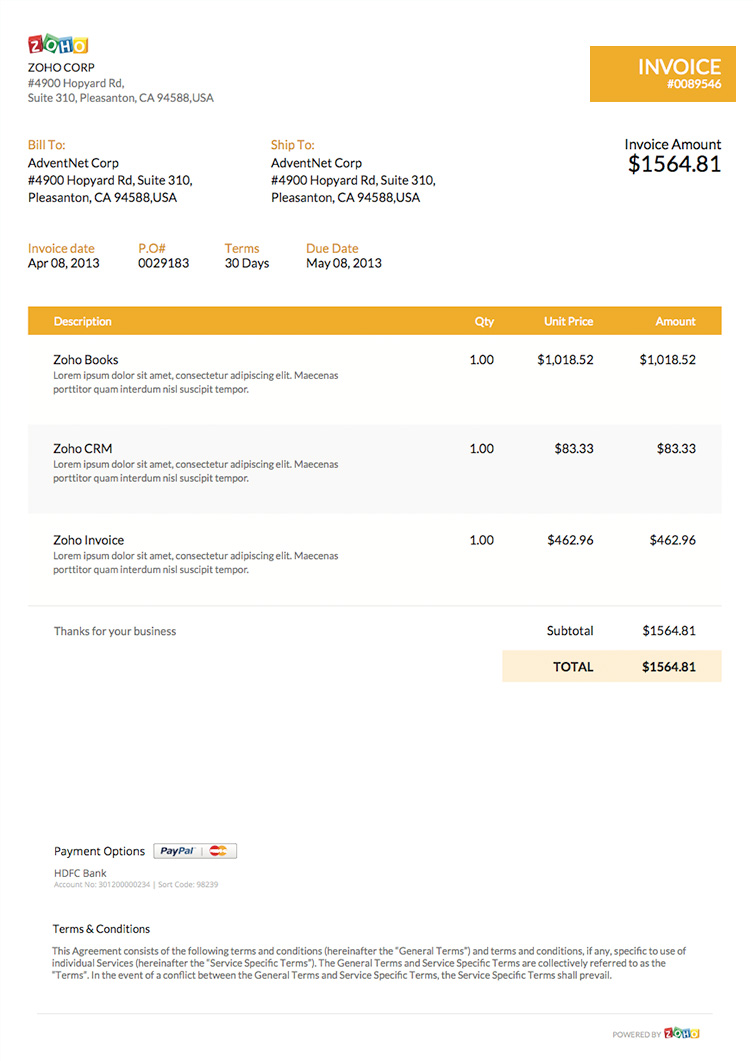 ZOHO
ZOHO CORP
#4900 Hopyard Rd,
Suite 310, Pleasanton, CA 94588,USA
INVOICE
#0089546
Bill To:
AdventNet Corp
#4900 Hopyard Rd, Suite 310,
Pleasanton, CA 94588,USA
Ship To:
AdventNet Corp
#4900 Hopyard Rd, Suite 310,
Pleasanton, CA 94588,USA
Invoice Amount
$1564.81
Invoice date P.O# Terms Due Date
Apr 08, 2013 0029183 30 Days May 08, 2013
Description Qty Unit Price Amount
Zoho Books 1.00 $1,018.52 $1,018.52
Lorem ipsum dolor sit amet, consectetur adipiscing elit. Maecenas
porttitor quam interdum nisl suscipit tempor.
Zoho CRM 1.00 $83.33 $83.33
Lorem ipsum dolor sit amet, consectetur adipiscing elit. Maecenas
porttitor quam interdum nisl suscipit tempor.
Zoho Invoice 1.00 $462.96 $462.96
Lorem ipsum dolor sit amet, consectetur adipiscing elit. Maecenas
porttitor quam interdum nisl suscipit tempor.
Thanks for your business Subtotal $1564.81
TOTAL $1564.81
Payment Options PayPal
HDFC Bank
Account No: 301200000234 | Sort Code: 98239
Terms & Conditions
This Agreement consists of the following terms and conditions (hereinafter the “General Terms”) and terms and conditions, if any, specific to use of
individual Services (hereinafter the “Service Specific Terms”). The General Terms and Service Specific Terms are collectively referred to as the
“Terms”. In the event of a conflict between the General Terms and Service Specific Terms, the Service Specific Terms shall prevail.
POWERED BY ZOHO